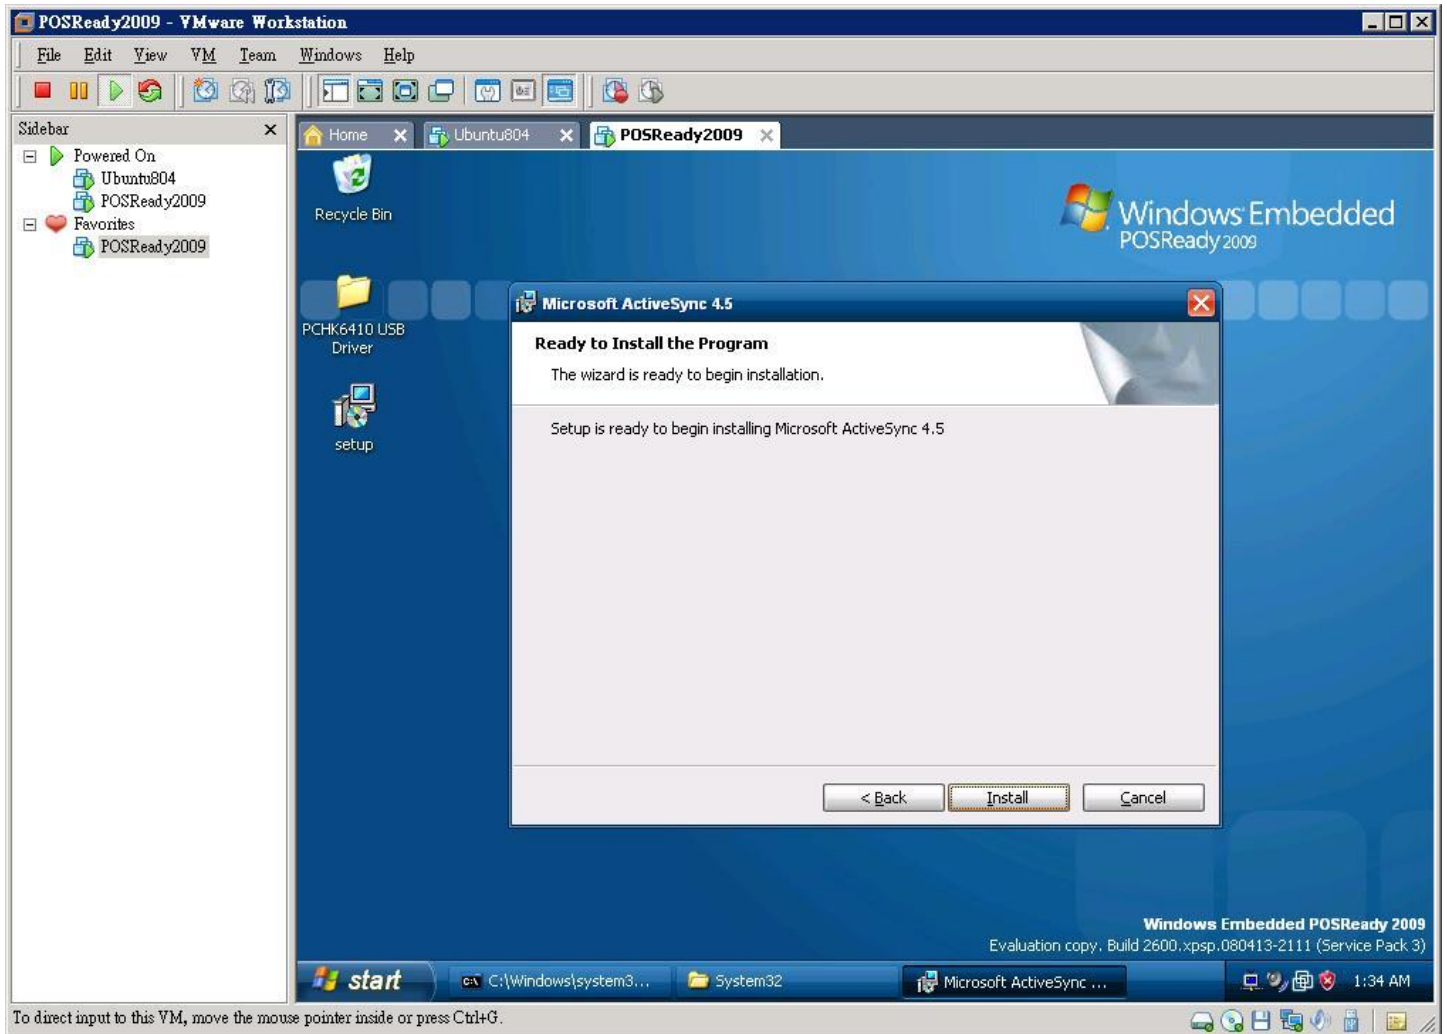 POSReady2009 - VMware Workstation
File Edit View VM Team Windows Help
Sidebar
Powered On
Ubuntu804
POSReady2009
Favorites
POSReady2009
Home Ubuntu804 POSReady2009
Recycle Bin
Windows Embedded
POSReady 2009
PCHK6410 USB
Driver
setup
Microsoft ActiveSync 4.5
Ready to Install the Program
The wizard is ready to begin installation.
Setup is ready to begin installing Microsoft ActiveSync 4.5
< Back Install Cancel
Windows Embedded POSReady 2009
Evaluation copy. Build 2600.xpsp.080413-2111 (Service Pack 3)
start C:\Windows\system3... System32 Microsoft ActiveSync ... 1:34 AM
To direct input to this VM, move the mouse pointer inside or press Ctrl+G.